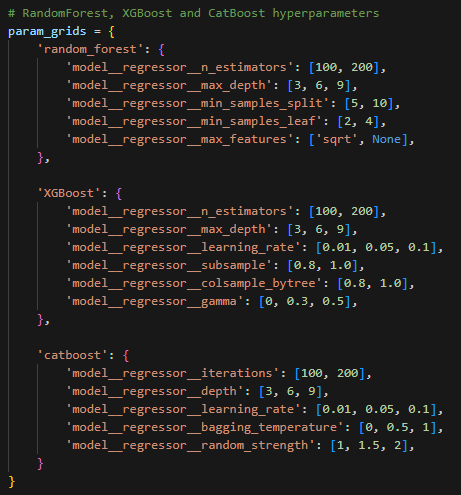 # RandomForest, XGBoost and CatBoost hyperparameters
param_grids = {
    'random_forest': {
        'model__regressor__n_estimators': [100, 200],
        'model__regressor__max_depth': [3, 6, 9],
        'model__regressor__min_samples_split': [5, 10],
        'model__regressor__min_samples_leaf': [2, 4],
        'model__regressor__max_features': ['sqrt', None],
    },

    'XGBoost': {
        'model__regressor__n_estimators': [100, 200],
        'model__regressor__max_depth': [3, 6, 9],
        'model__regressor__learning_rate': [0.01, 0.05, 0.1],
        'model__regressor__subsample': [0.8, 1.0],
        'model__regressor__colsample_bytree': [0.8, 1.0],
        'model__regressor__gamma': [0, 0.3, 0.5],
    },

    'catboost': {
        'model__regressor__iterations': [100, 200],
        'model__regressor__depth': [3, 6, 9],
        'model__regressor__learning_rate': [0.01, 0.05, 0.1],
        'model__regressor__bagging_temperature': [0, 0.5, 1],
        'model__regressor__random_strength': [1, 1.5, 2],
    }
}